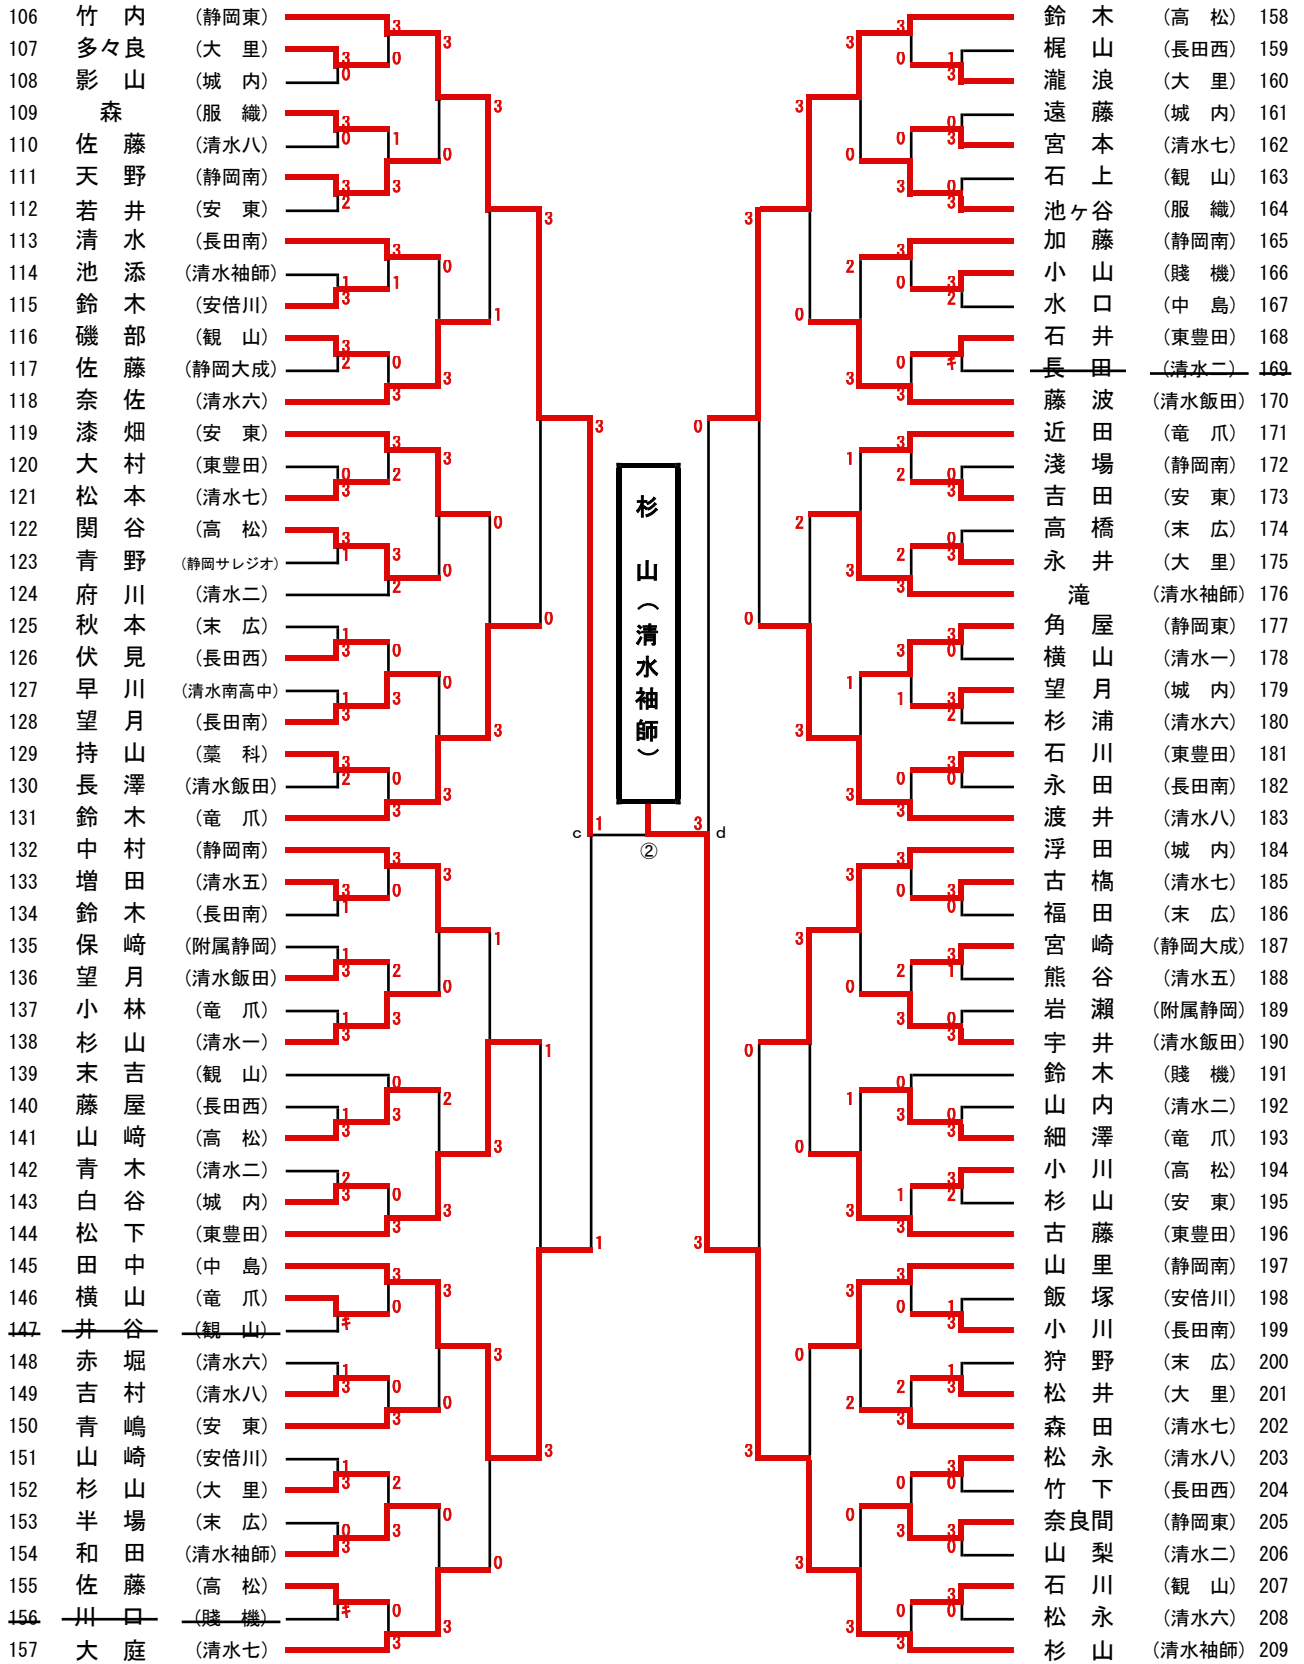 106 竹内 (静岡東)
107 多々良 (大里)
108 影山 (城内)
109 森 (服織)
110 佐藤 (清水八)
111 天野 (静岡南)
112 若井 (安東)
113 清水 (長田南)
114 池添 (清水袖師)
115 鈴木 (安倍川)
116 磯部 (観山)
117 佐藤 (静岡大成)
118 奈佐 (清水六)
119 漆畑 (安東)
120 大村 (東豊田)
121 松本 (清水七)
122 関谷 (高松)
123 青野 (静岡サレジオ)
124 府川 (清水二)
125 秋本 (末広)
126 伏見 (長田西)
127 早川 (清水南高中)
128 望月 (長田南)
129 持山 (藁科)
130 長澤 (清水飯田)
131 鈴木 (竜爪)
132 中村 (静岡南)
133 増田 (清水五)
134 鈴木 (長田南)
135 保﨑 (附属静岡)
136 望月 (清水飯田)
137 小林 (竜爪)
138 杉山 (清水一)
139 末吉 (観山)
140 藤屋 (長田西)
141 山﨑 (高松)
142 青木 (清水二)
143 白谷 (城内)
144 松下 (東豊田)
145 田中 (中島)
146 横山 (竜爪)
147 井谷 (観山)
148 赤堀 (清水六)
149 吉村 (清水八)
150 青嶋 (安東)
151 山崎 (安倍川)
152 杉山 (大里)
153 半場 (末広)
154 和田 (清水袖師)
155 佐藤 (高松)
156 川口 (賤機)
157 大庭 (清水七)
杉山(清水袖師)
c 1 3 d
②
鈴木 (高松) 158
梶山 (長田西) 159
瀧浪 (大里) 160
遠藤 (城内) 161
宮本 (清水七) 162
石上 (観山) 163
池ヶ谷 (服織) 164
加藤 (静岡南) 165
小山 (賤機) 166
水口 (中島) 167
石井 (東豊田) 168
長田 (清水二) 169
藤波 (清水飯田) 170
近田 (竜爪) 171
淺場 (静岡南) 172
吉田 (安東) 173
高橋 (末広) 174
永井 (大里) 175
滝 (清水袖師) 176
角屋 (静岡東) 177
横山 (清水一) 178
望月 (城内) 179
杉浦 (清水六) 180
石川 (東豊田) 181
永田 (長田南) 182
渡井 (清水八) 183
浮田 (城内) 184
古𣘺 (清水七) 185
福田 (末広) 186
宮崎 (静岡大成) 187
熊谷 (清水五) 188
岩瀬 (附属静岡) 189
宇井 (清水飯田) 190
鈴木 (賤機) 191
山内 (清水二) 192
細澤 (竜爪) 193
小川 (高松) 194
杉山 (安東) 195
古藤 (東豊田) 196
山里 (静岡南) 197
飯塚 (安倍川) 198
小川 (長田南) 199
狩野 (末広) 200
松井 (大里) 201
森田 (清水七) 202
松永 (清水八) 203
竹下 (長田西) 204
奈良間 (静岡東) 205
山梨 (清水二) 206
石川 (観山) 207
松永 (清水六) 208
杉山 (清水袖師) 209